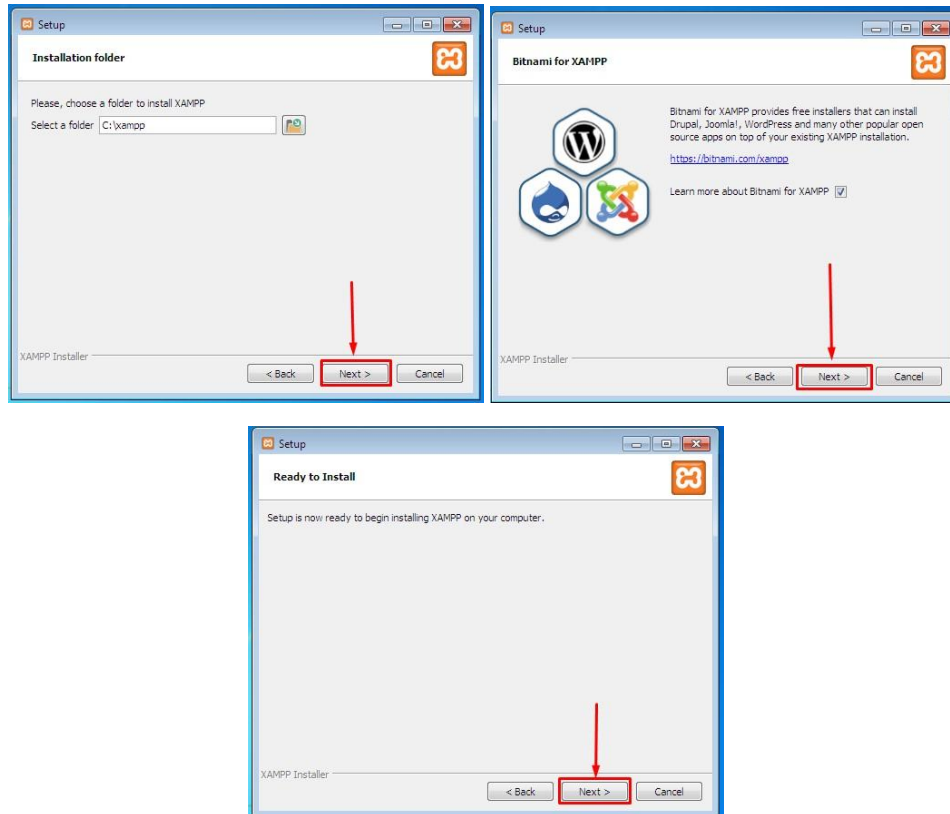 Setup
Installation folder
Please, choose a folder to install XAMPP
Select a folder C:\xampp
XAMPP Installer
< Back Next > Cancel
Setup
Bitnami for XAMPP
Bitnami for XAMPP provides free installers that can install
Drupal, Joomla!, WordPress and many other popular open
source apps on top of your existing XAMPP installation.
https://bitnami.com/xampp
Learn more about Bitnami for XAMPP
XAMPP Installer
< Back Next > Cancel
Setup
Ready to Install
Setup is now ready to begin installing XAMPP on your computer.
XAMPP Installer
< Back Next > Cancel